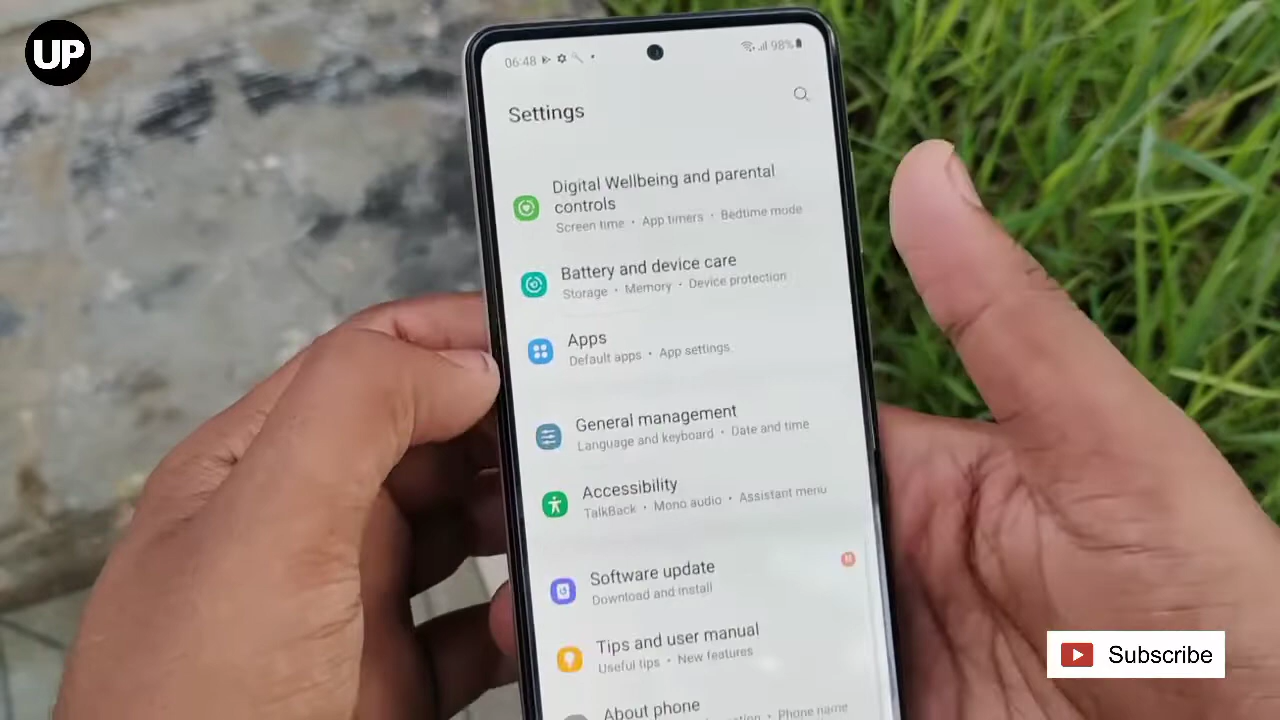 UP
06:48
98%
Settings
Digital Wellbeing and parental
controls
Screen time • App timers • Bedtime mode
Battery and device care
Storage • Memory • Device protection
Apps
Default apps • App settings
General management
Language and keyboard • Date and time
Accessibility
TalkBack • Mono audio • Assistant menu
Software update
Download and install
Tips and user manual
Useful tips • New features
About phone
• Phone name
Subscribe